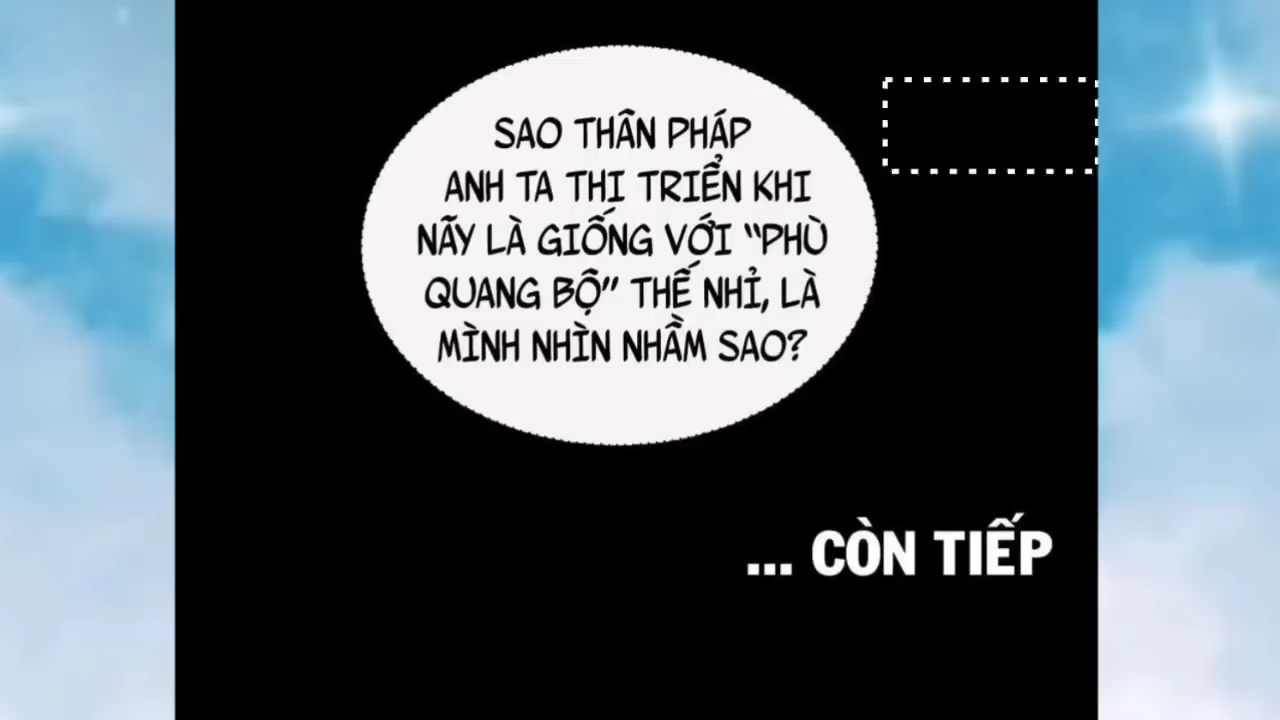 SAO THÂN PHÁP
ANH TA THI TRIỂN KHI
NÃY LÀ GIỐNG VỚI “PHÙ
QUANG BỘ” THẾ NHỈ, LÀ
MÌNH NHÌN NHẦM SAO?
... CÒN TIẾP